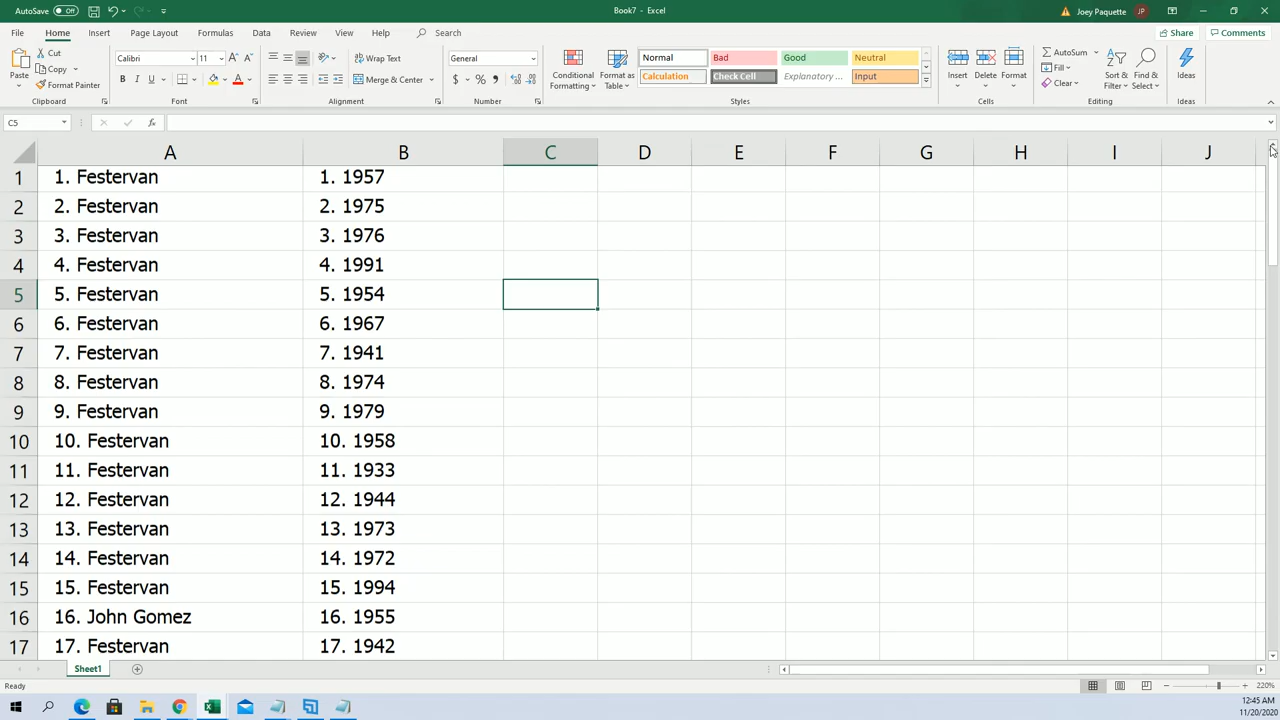 AutoSave Off Book7 - Excel Joey Paquette JP
File Home Insert Page Layout Formulas Data Review View Help Search Share Comments
Paste Cut Copy Format Painter Clipboard
Calibri 11 A A B I U A Font
ab Wrap Text Merge & Center Alignment
General $ % Number
Conditional Formatting Format as Table
Normal Bad Good Neutral
Calculation Check Cell Explanatory ... Input Styles
Insert Delete Format Cells
AutoSum Fill Clear Sort & Filter Find & Select Editing
Ideas Ideas
C5 fx
A B C D E F G H I J
1 1. Festervan 1. 1957
2 2. Festervan 2. 1975
3 3. Festervan 3. 1976
4 4. Festervan 4. 1991
5 5. Festervan 5. 1954
6 6. Festervan 6. 1967
7 7. Festervan 7. 1941
8 8. Festervan 8. 1974
9 9. Festervan 9. 1979
10 10. Festervan 10. 1958
11 11. Festervan 11. 1933
12 12. Festervan 12. 1944
13 13. Festervan 13. 1973
14 14. Festervan 14. 1972
15 15. Festervan 15. 1994
16 16. John Gomez 16. 1955
17 17. Festervan 17. 1942
Sheet1
Ready 220%
12:45 AM
11/20/2020